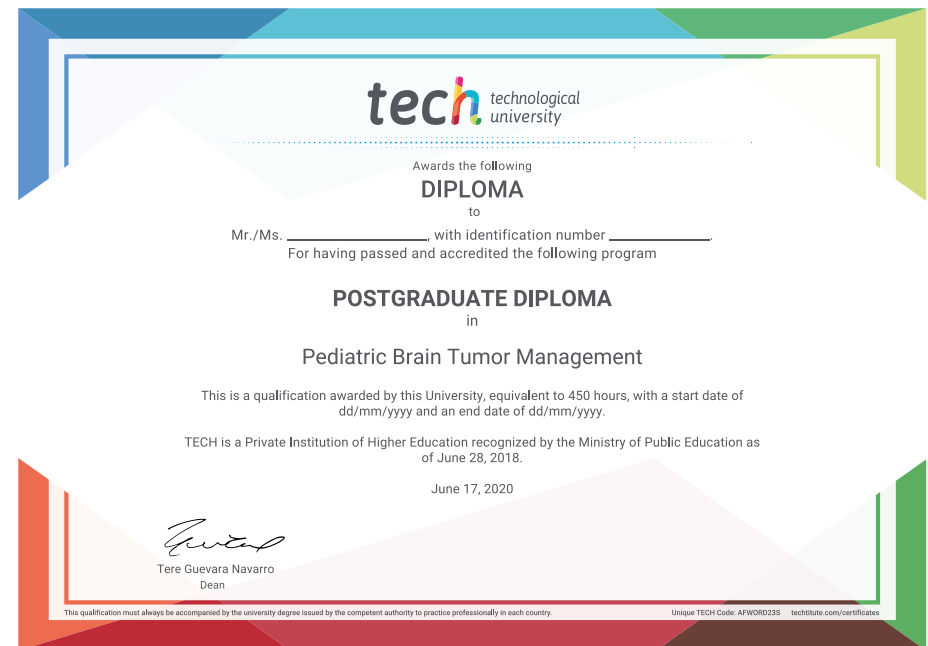 tech technological
university
Awards the following
DIPLOMA
to
Mr./Ms. ____________________, with identification number ______________.
For having passed and accredited the following program
POSTGRADUATE DIPLOMA
in
Pediatric Brain Tumor Management
This is a qualification awarded by this University, equivalent to 450 hours, with a start date of
dd/mm/yyyy and an end date of dd/mm/yyyy.
TECH is a Private Institution of Higher Education recognized by the Ministry of Public Education as
of June 28, 2018.
June 17, 2020
Tere Guevara Navarro
Dean
This qualification must always be accompanied by the university degree issued by the competent authority to practice professionally in each country. Unique TECH Code: AFWORD23S techtitute.com/certificates